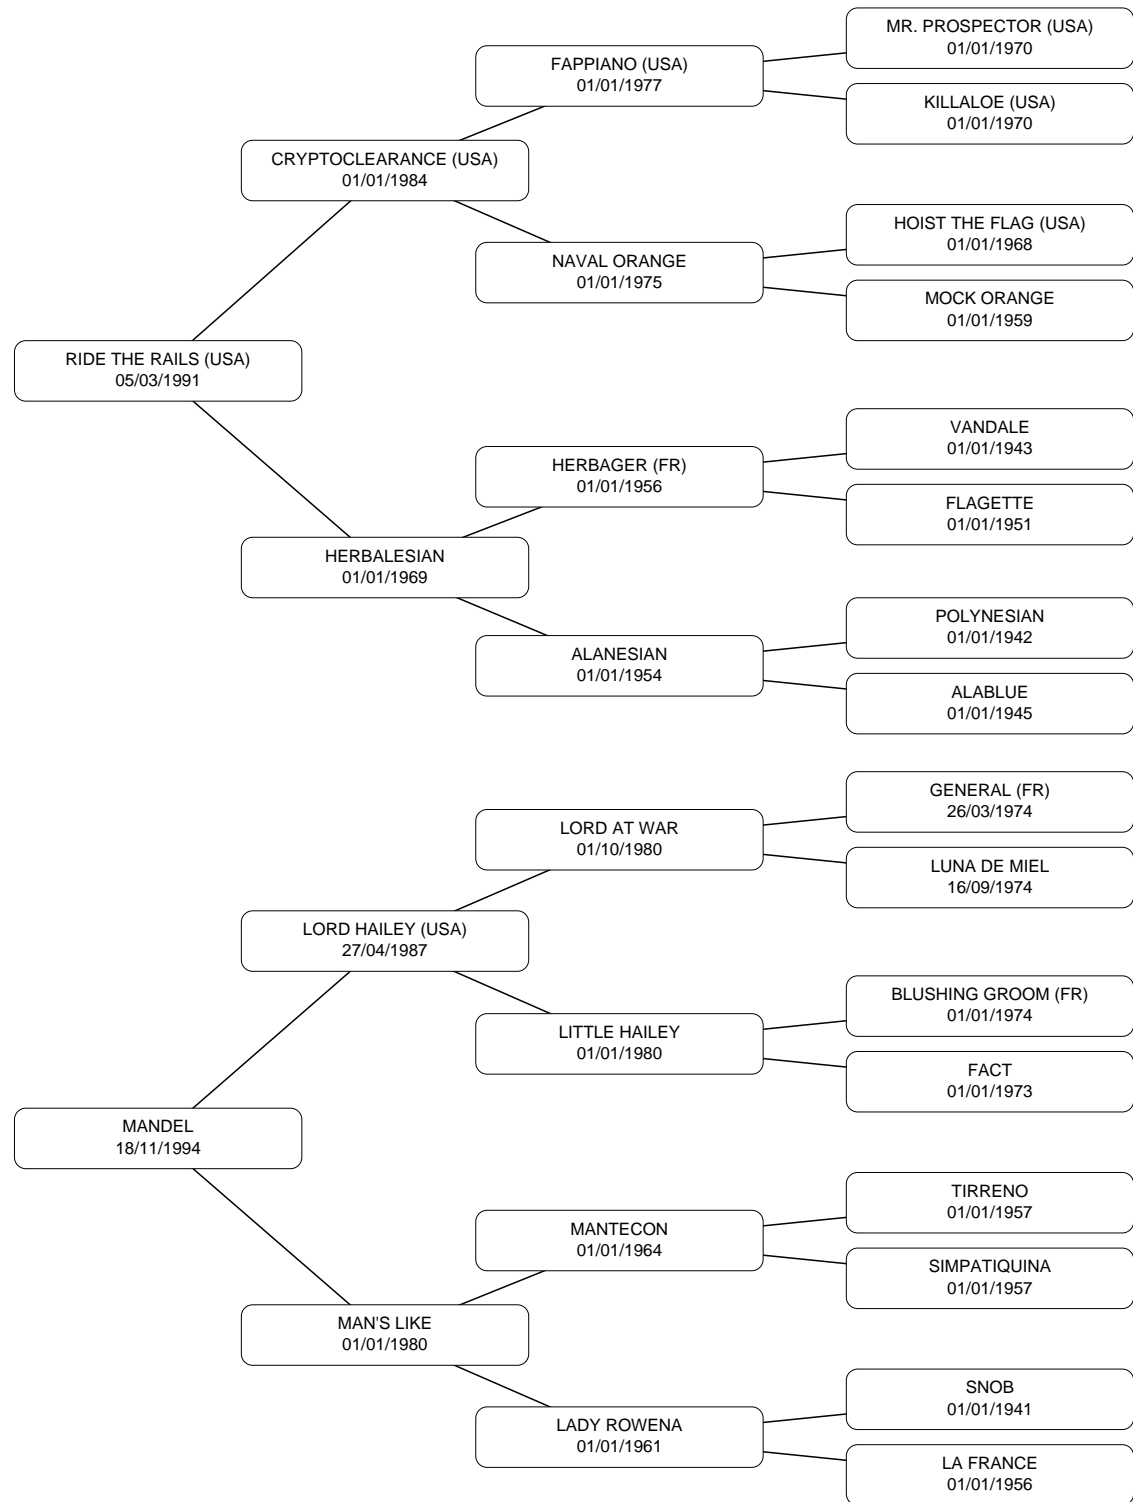 MR. PROSPECTOR (USA)
01/01/1970
FAPPIANO (USA)
01/01/1977
KILLALOE (USA)
01/01/1970
CRYPTOCLEARANCE (USA)
01/01/1984
HOIST THE FLAG (USA)
01/01/1968
NAVAL ORANGE
01/01/1975
MOCK ORANGE
01/01/1959
RIDE THE RAILS (USA)
05/03/1991
VANDALE
01/01/1943
HERBAGER (FR)
01/01/1956
FLAGETTE
01/01/1951
HERBALESIAN
01/01/1969
POLYNESIAN
01/01/1942
ALANESIAN
01/01/1954
ALABLUE
01/01/1945
GENERAL (FR)
26/03/1974
LORD AT WAR
01/10/1980
LUNA DE MIEL
16/09/1974
LORD HAILEY (USA)
27/04/1987
BLUSHING GROOM (FR)
01/01/1974
LITTLE HAILEY
01/01/1980
FACT
01/01/1973
MANDEL
18/11/1994
TIRRENO
01/01/1957
MANTECON
01/01/1964
SIMPATIQUINA
01/01/1957
MAN'S LIKE
01/01/1980
SNOB
01/01/1941
LADY ROWENA
01/01/1961
LA FRANCE
01/01/1956